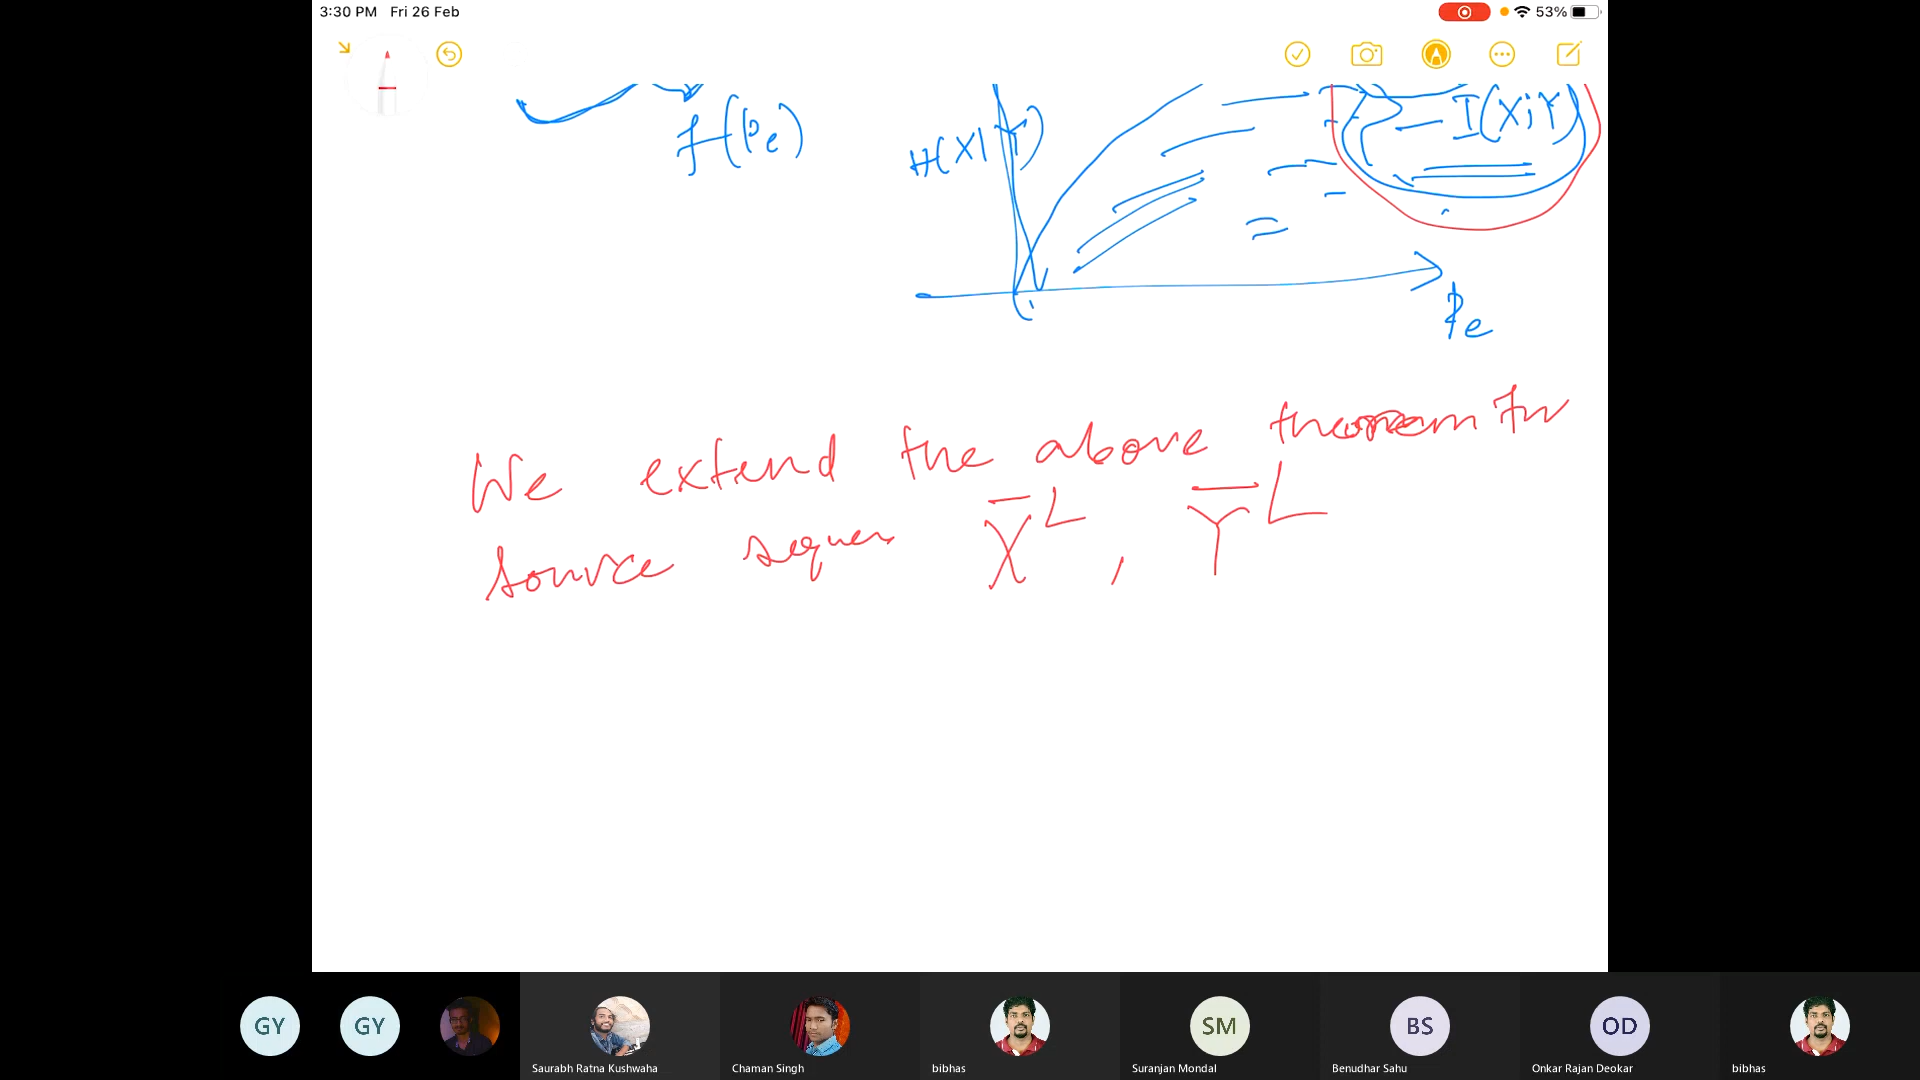 3:30 PM Fri 26 Feb
53%
f(Pe)
H(X|Y)
- I(X;Y)
=
Pe
We extend the above theorem for
source sequen X^L , Y^L
GY
GY
Saurabh Ratna Kushwaha
Chaman Singh
bibhas
SM
Suranjan Mondal
BS
Benudhar Sahu
OD
Onkar Rajan Deokar
bibhas